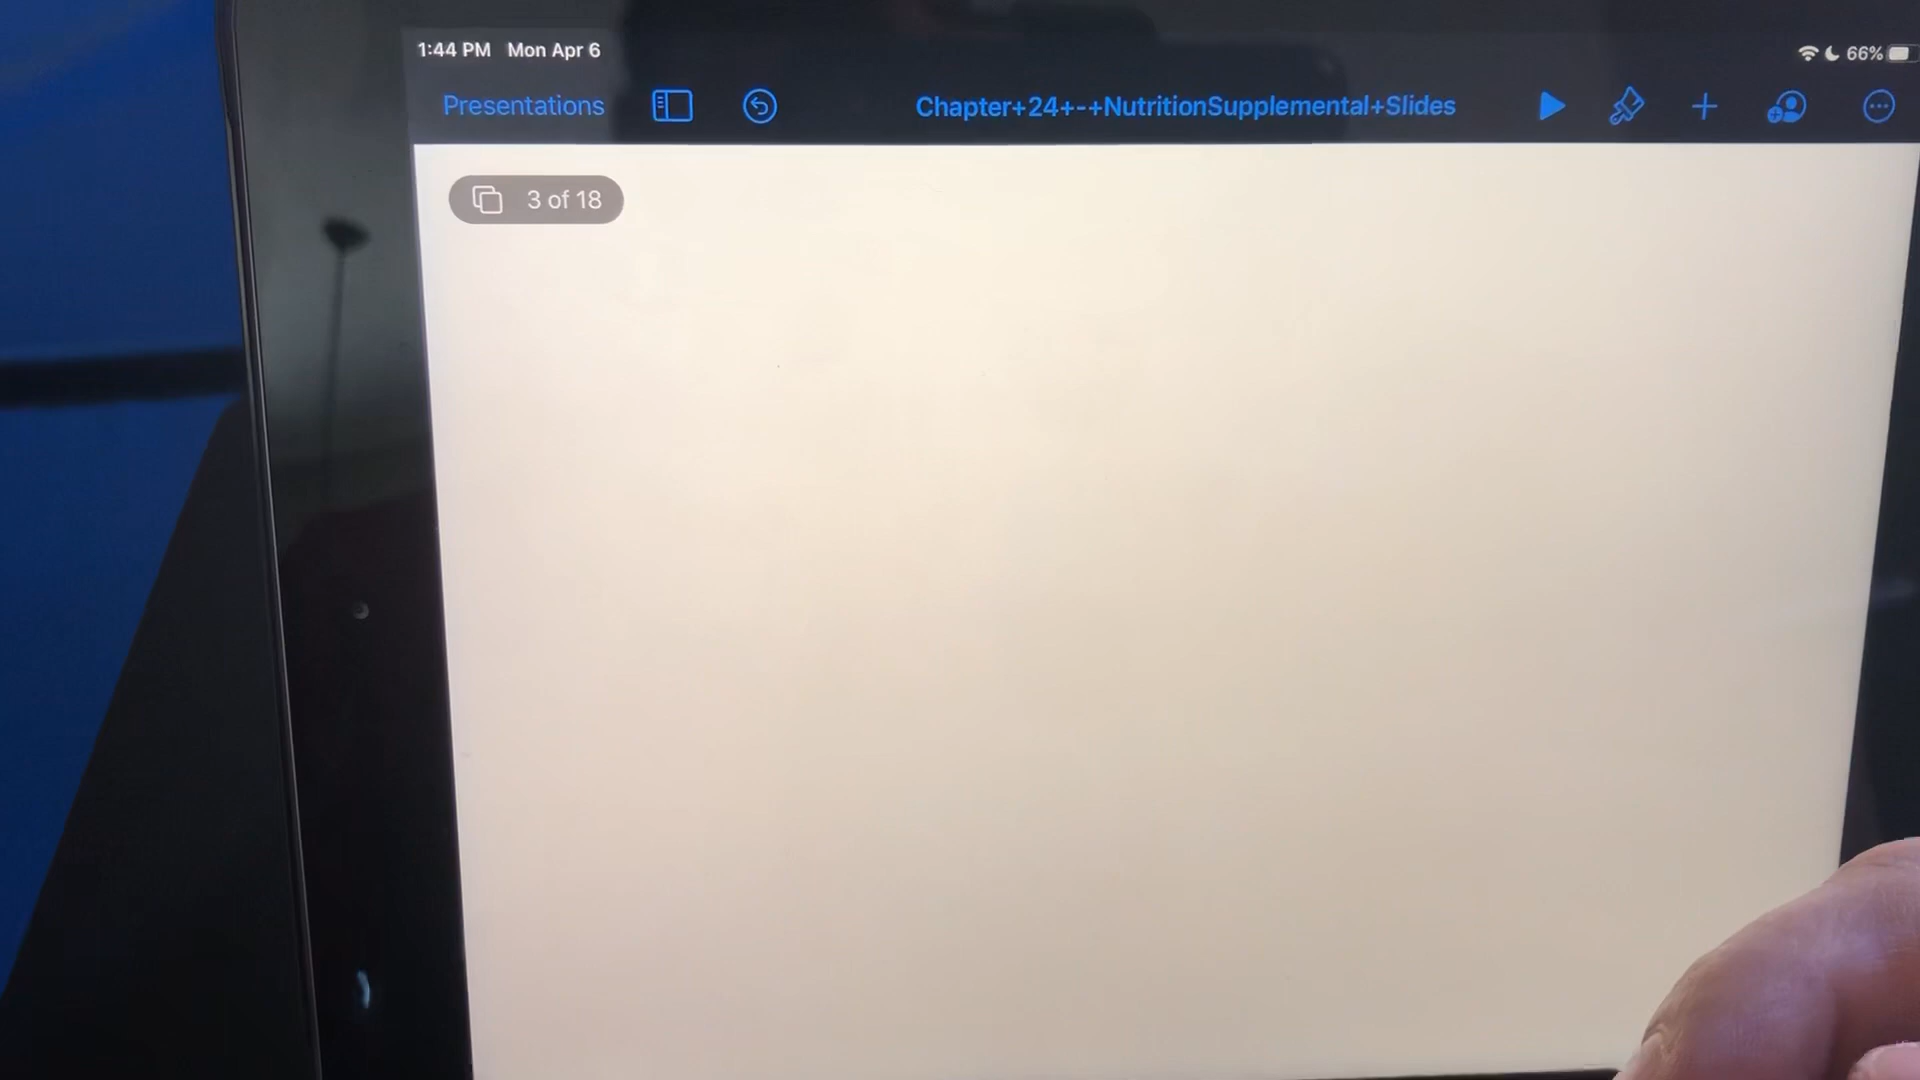 1:44 PM Mon Apr 6 66%
Presentations Chapter+24+-+NutritionSupplemental+Slides
3 of 18